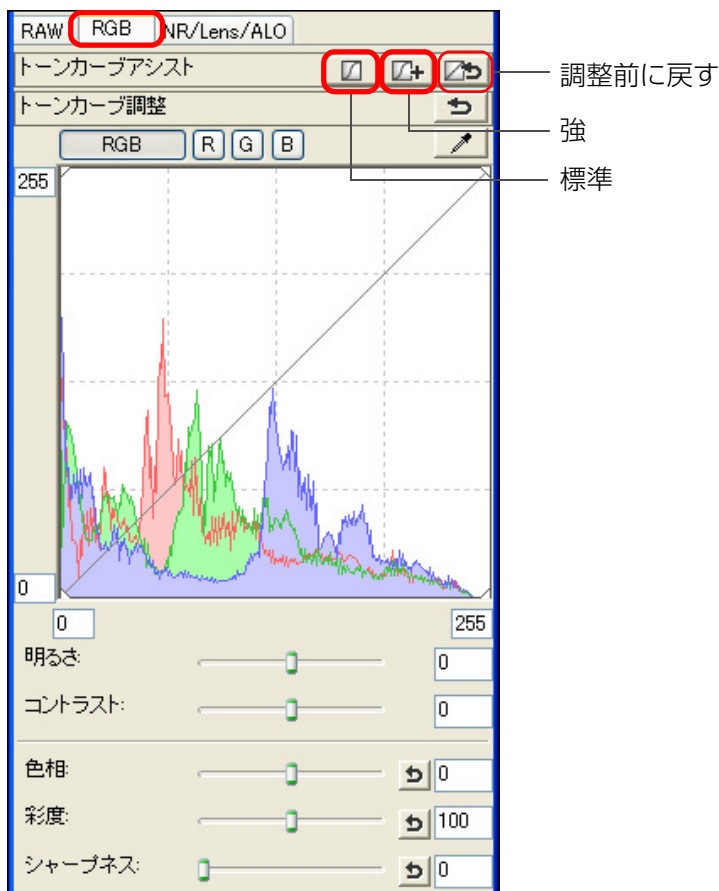 RAW RGB NR/Lens/ALO
トーンカーブアシスト
調整前に戻す
強
標準
トーンカーブ調整
RGB R G B
255
0
0 255
明るさ: 0
コントラスト: 0
色相: 0
彩度: 100
シャープネス: 0